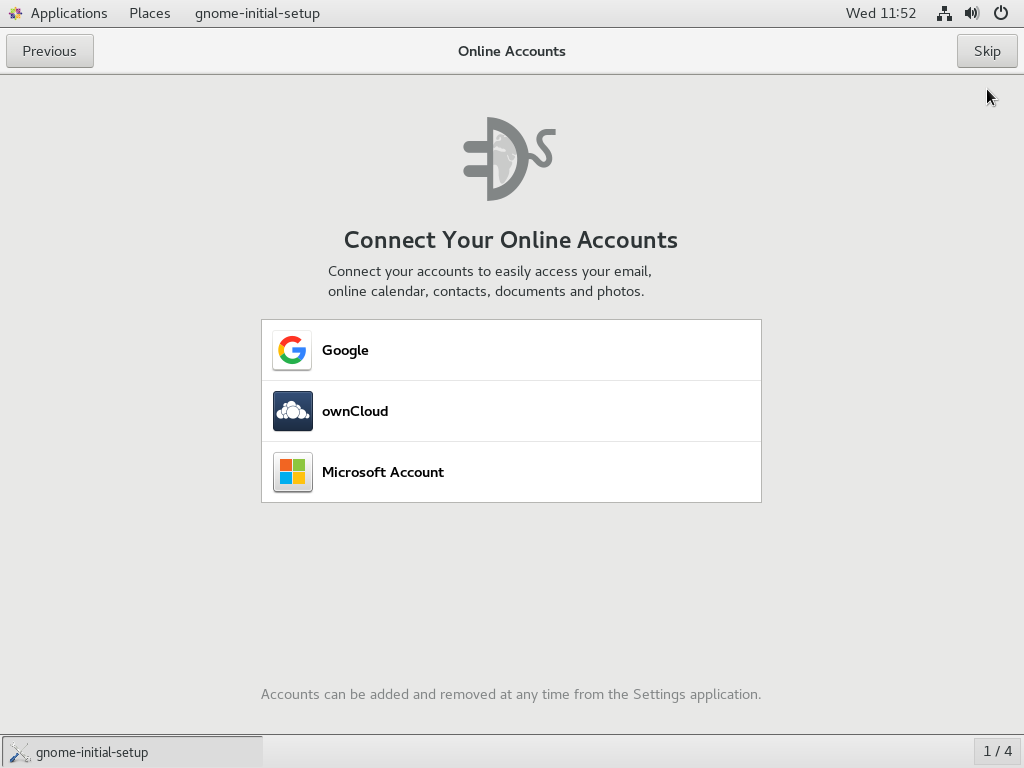 Applications Places gnome-initial-setup Wed 11:52
Previous Online Accounts Skip
Connect Your Online Accounts
Connect your accounts to easily access your email,
online calendar, contacts, documents and photos.
Google
ownCloud
Microsoft Account
Accounts can be added and removed at any time from the Settings application.
gnome-initial-setup 1 / 4